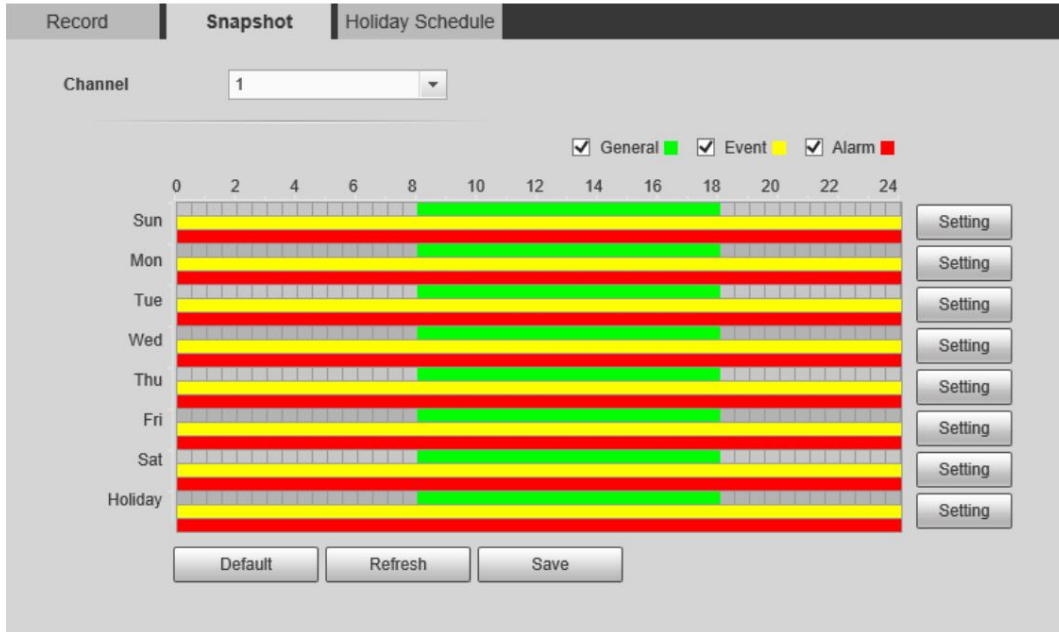 Record Snapshot Holiday Schedule
Channel 1
General Event Alarm
0 2 4 6 8 10 12 14 16 18 20 22 24
Sun Setting
Mon Setting
Tue Setting
Wed Setting
Thu Setting
Fri Setting
Sat Setting
Holiday Setting
Default Refresh Save